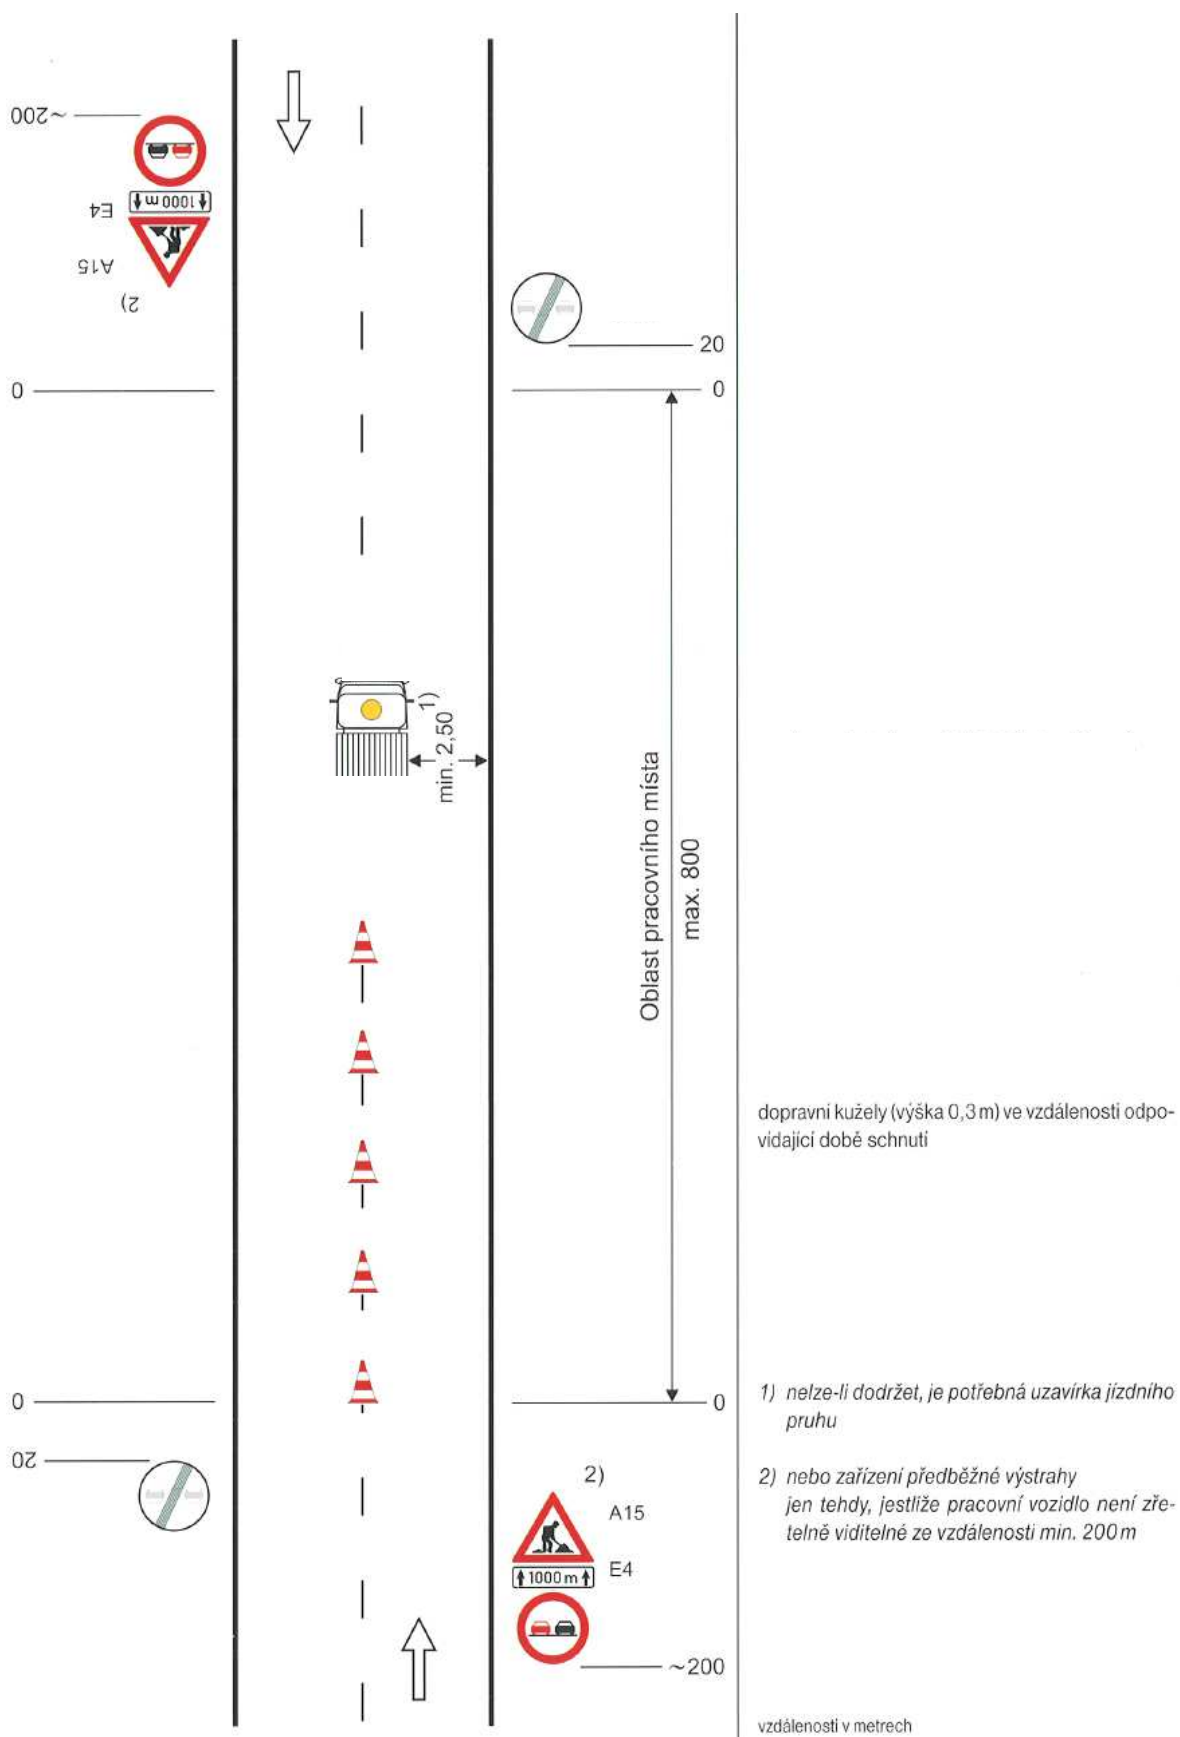 ~200
1000 m
E4
A15
2)
20
0
0
1)
min. 2,50
Oblast pracovního místa
max. 800
dopravní kužely (výška 0,3 m) ve vzdálenosti odpo-
vídající době schnutí
0
0
1) nelze-li dodržet, je potřebná uzavírka jízdního
pruhu
20
2)
2) nebo zařízení předběžné výstrahy
jen tehdy, jestliže pracovní vozidlo není zře-
telně viditelné ze vzdálenosti min. 200 m
A15
E4
1000 m
~200
vzdálenosti v metrech